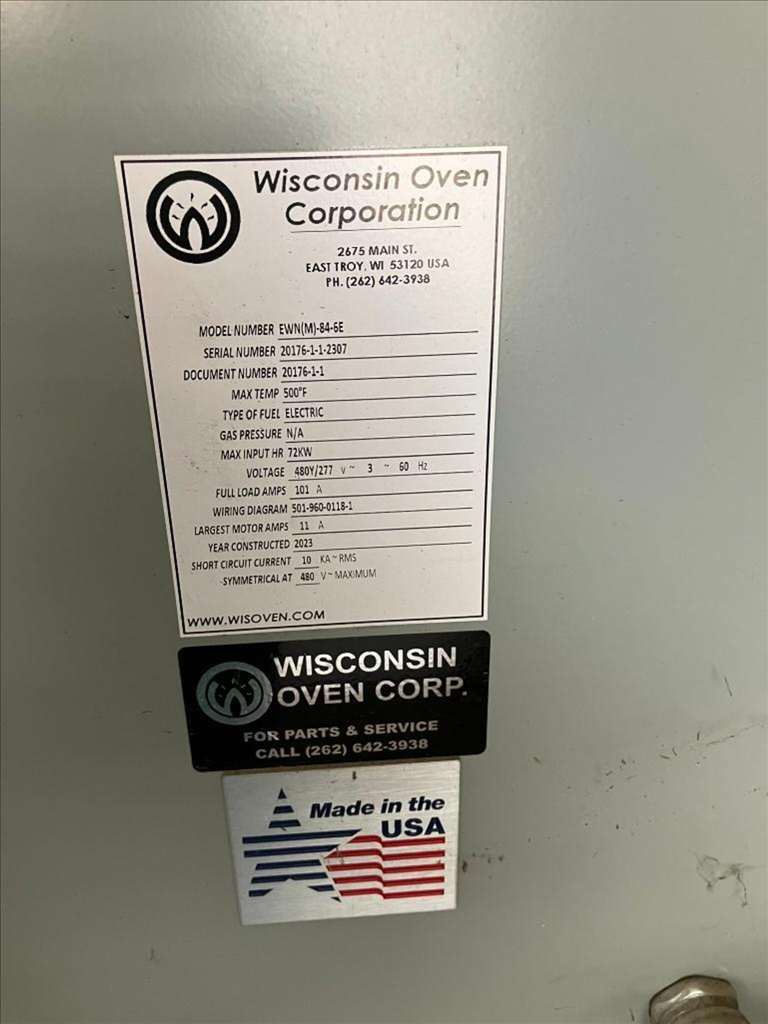 Wisconsin Oven
Corporation
2675 MAIN ST.
EAST TROY, WI 53120 USA
PH. (262) 642-3938
MODEL NUMBER EWN(M)-84-6E
SERIAL NUMBER 20176-1-1-2307
DOCUMENT NUMBER 20176-1-1
MAX TEMP 500°F
TYPE OF FUEL ELECTRIC
GAS PRESSURE N/A
MAX INPUT HR 72KW
VOLTAGE 480Y/277 V ~ 3 ~ 60 Hz
FULL LOAD AMPS 101 A
WIRING DIAGRAM 501-960-0118-1
LARGEST MOTOR AMPS 11 A
YEAR CONSTRUCTED 2023
SHORT CIRCUIT CURRENT 10 KA~RMS
SYMMETRICAL AT 480 V~MAXIMUM
WWW.WISOVEN.COM
WISCONSIN
OVEN CORP.
FOR PARTS & SERVICE
CALL (262) 642-3938
Made in the
USA